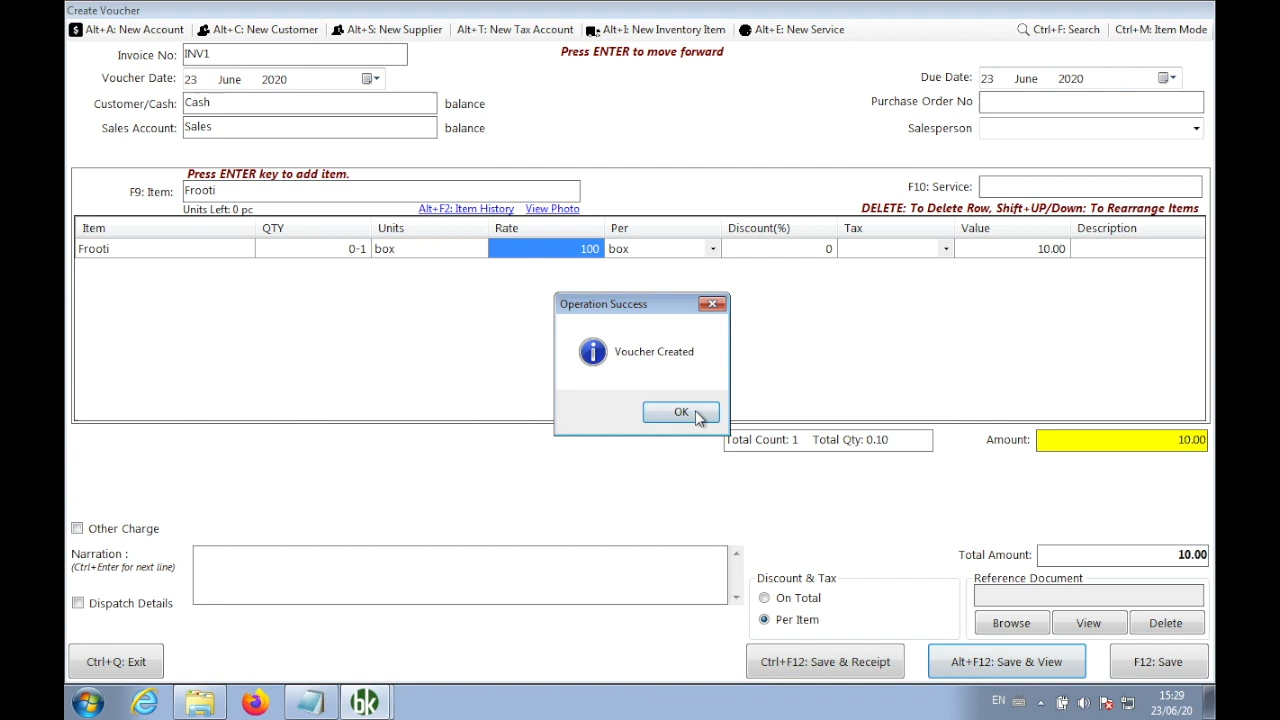 Create Voucher
Alt+A: New Account Alt+C: New Customer Alt+S: New Supplier Alt+T: New Tax Account Alt+I: New Inventory Item Alt+E: New Service Ctrl+F: Search Ctrl+M: Item Mode
Invoice No: INV1 Press ENTER to move forward
Voucher Date: 23 June 2020 Due Date: 23 June 2020
Customer/Cash: Cash balance Purchase Order No
Sales Account: Sales balance Salesperson
Press ENTER key to add item.
F9: Item: Frooti F10: Service:
Units Left: 0 pc Alt+F2: Item History View Photo DELETE: To Delete Row, Shift+UP/Down: To Rearrange Items
Item QTY Units Rate Per Discount(%) Tax Value Description
Frooti 0-1 box 100 box 0 10.00
Operation Success
Voucher Created
OK
Total Count: 1 Total Qty: 0.10 Amount: 10.00
Other Charge
Narration : Total Amount: 10.00
(Ctrl+Enter for next line)
Discount & Tax Reference Document
On Total
Dispatch Details
Per Item Browse View Delete
Ctrl+Q: Exit Ctrl+F12: Save & Receipt Alt+F12: Save & View F12: Save
bk EN 15:29
23/06/20